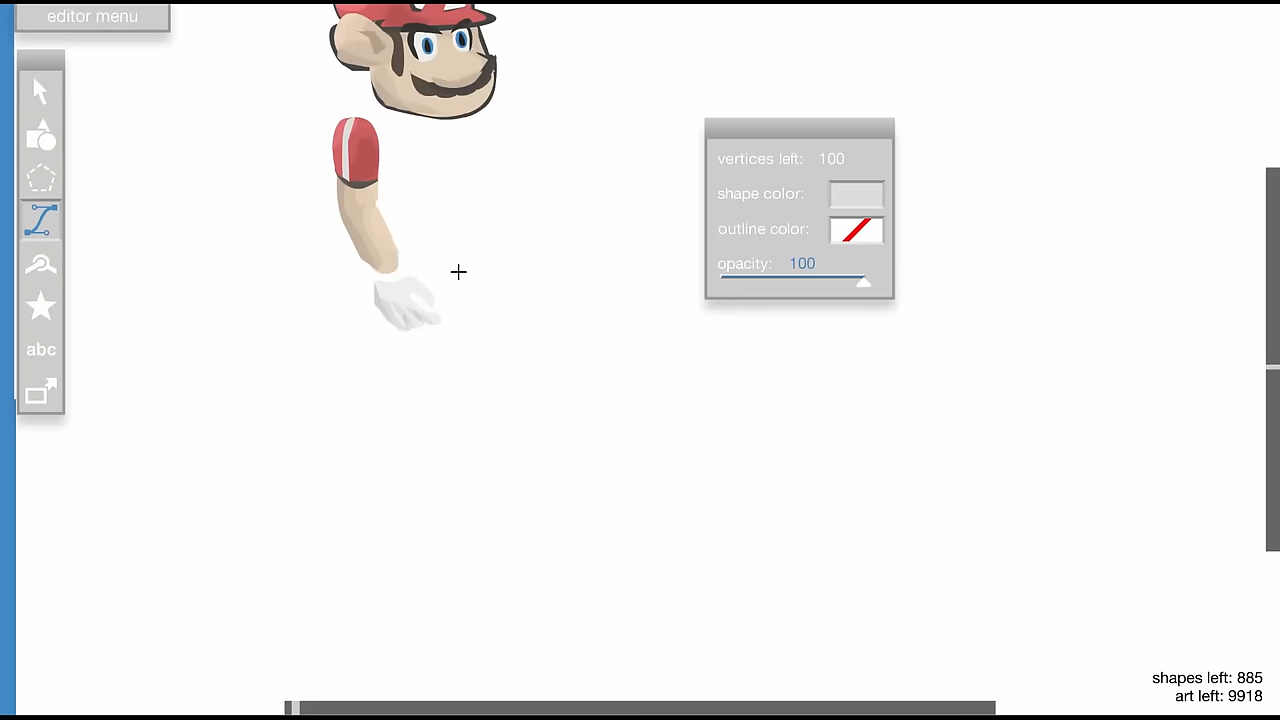 editor menu
vertices left: 100
shape color:
outline color:
opacity: 100
abc
shapes left: 885
art left: 9918